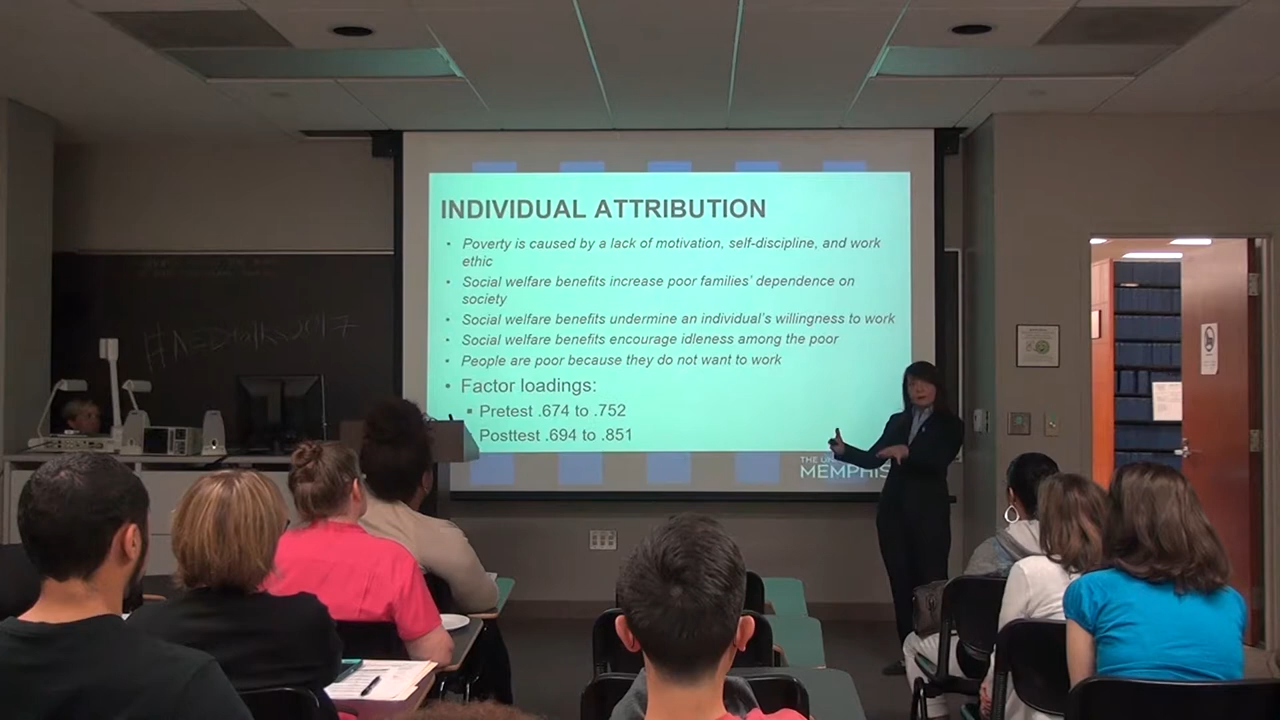 INDIVIDUAL ATTRIBUTION
• Poverty is caused by a lack of motivation, self-discipline, and work
ethic
• Social welfare benefits increase poor families' dependence on
society
• Social welfare benefits undermine an individual's willingness to work
• Social welfare benefits encourage idleness among the poor
• People are poor because they do not want to work
• Factor loadings:
▪ Pretest .674 to .752
Posttest .694 to .851
THE
MEMPHIS